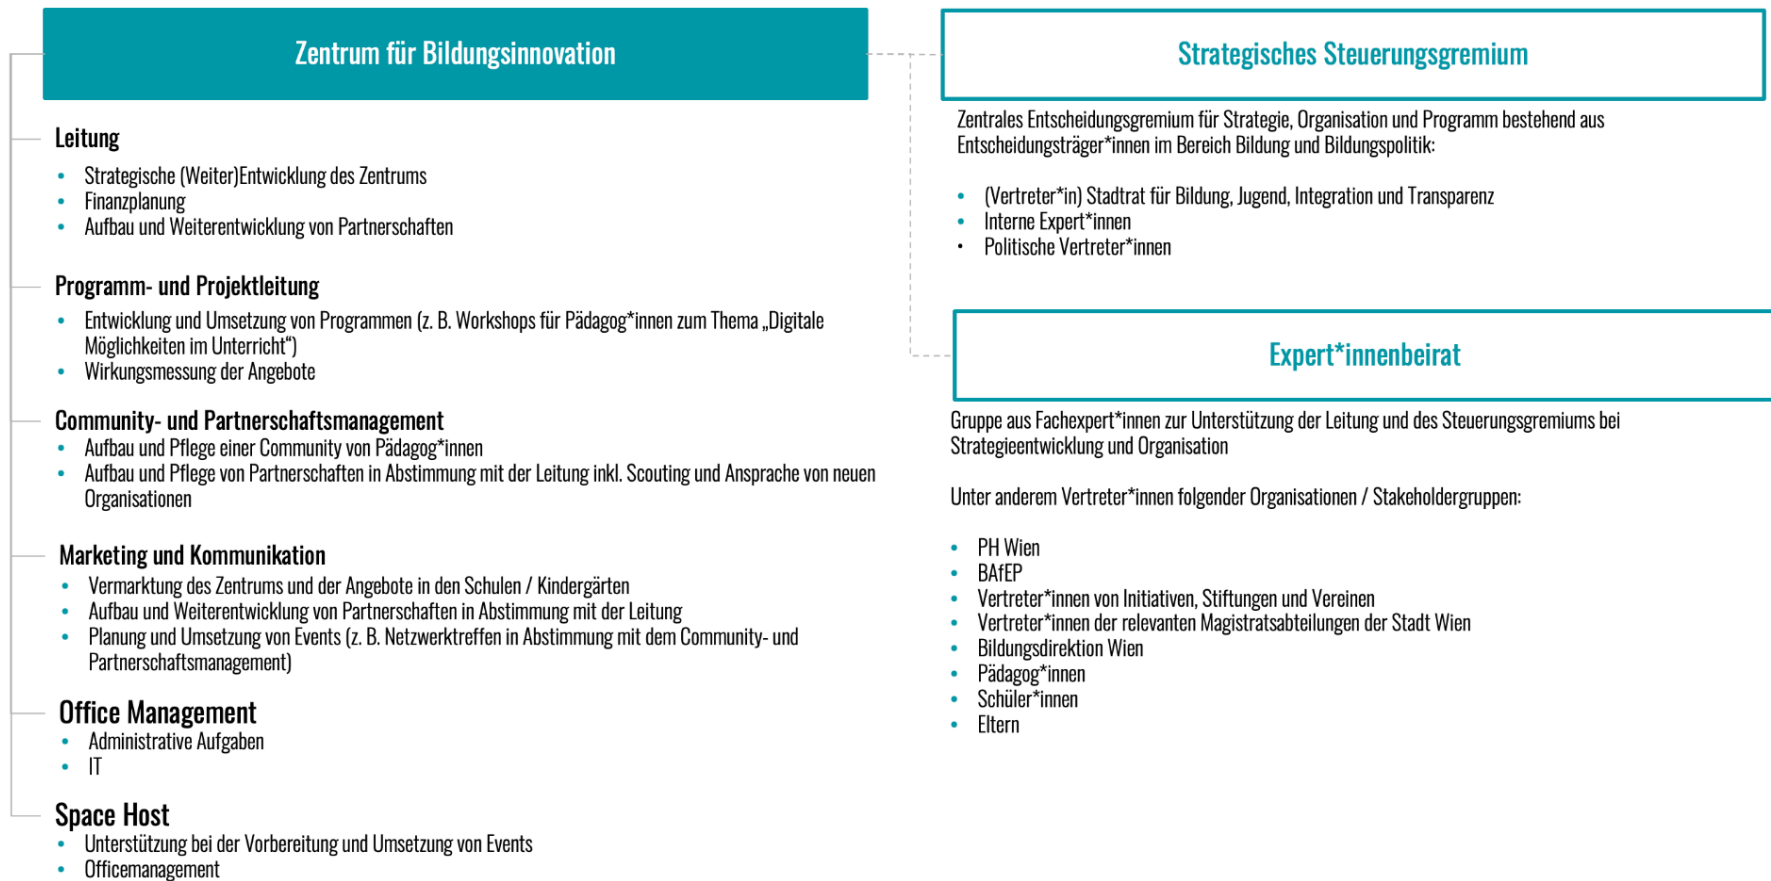 Zentrum für Bildungsinnovation
Leitung
• Strategische (Weiter)Entwicklung des Zentrums
• Finanzplanung
• Aufbau und Weiterentwicklung von Partnerschaften
Programm- und Projektleitung
• Entwicklung und Umsetzung von Programmen (z. B. Workshops für Pädagog*innen zum Thema „Digitale
Möglichkeiten im Unterricht“)
• Wirkungsmessung der Angebote
Community- und Partnerschaftsmanagement
• Aufbau und Pflege einer Community von Pädagog*innen
• Aufbau und Pflege von Partnerschaften in Abstimmung mit der Leitung inkl. Scouting und Ansprache von neuen
Organisationen
Marketing und Kommunikation
• Vermarktung des Zentrums und der Angebote in den Schulen / Kindergärten
• Aufbau und Weiterentwicklung von Partnerschaften in Abstimmung mit der Leitung
• Planung und Umsetzung von Events (z. B. Netzwerktreffen in Abstimmung mit dem Community- und
Partnerschaftsmanagement)
Office Management
• Administrative Aufgaben
• IT
Space Host
• Unterstützung bei der Vorbereitung und Umsetzung von Events
• Officemanagement
Strategisches Steuerungsgremium
Zentrales Entscheidungsgremium für Strategie, Organisation und Programm bestehend aus
Entscheidungsträger*innen im Bereich Bildung und Bildungspolitik:
• (Vertreter*in) Stadtrat für Bildung, Jugend, Integration und Transparenz
• Interne Expert*innen
• Politische Vertreter*innen
Expert*innenbeirat
Gruppe aus Fachexpert*innen zur Unterstützung der Leitung und des Steuerungsgremiums bei
Strategieentwicklung und Organisation
Unter anderem Vertreter*innen folgender Organisationen / Stakeholdergruppen:
• PH Wien
• BAfEP
• Vertreter*innen von Initiativen, Stiftungen und Vereinen
• Vertreter*innen der relevanten Magistratsabteilungen der Stadt Wien
• Bildungsdirektion Wien
• Pädagog*innen
• Schüler*innen
• Eltern